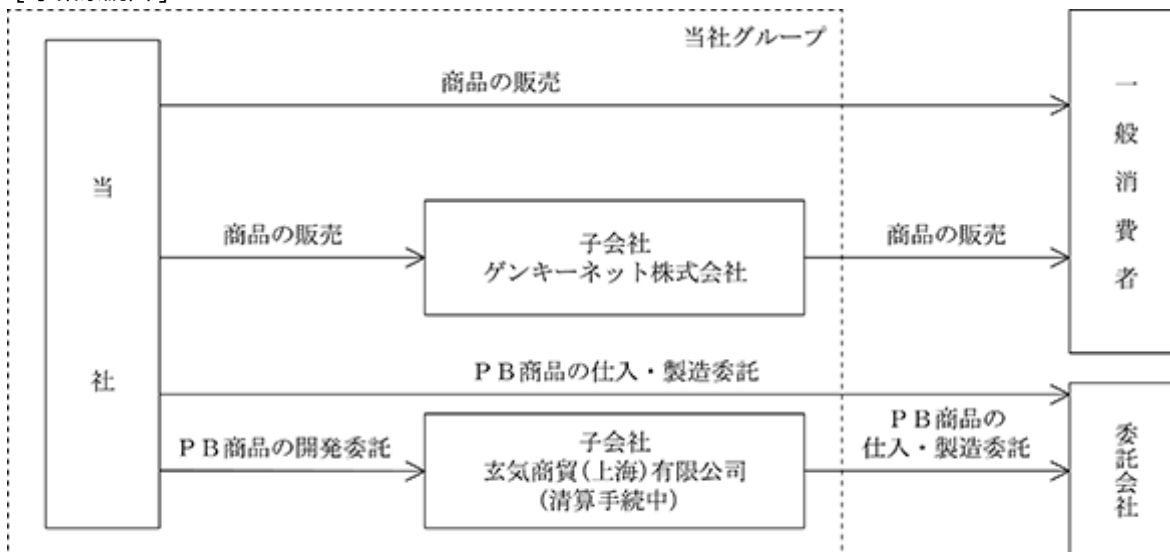 当社グループ
当社
商品の販売
一般消費者
商品の販売
子会社
ゲンキーネット株式会社
商品の販売
PB商品の仕入・製造委託
PB商品の開発委託
子会社
玄気商貿(上海)有限公司
(清算手続中)
PB商品の
仕入・製造委託
委託会社